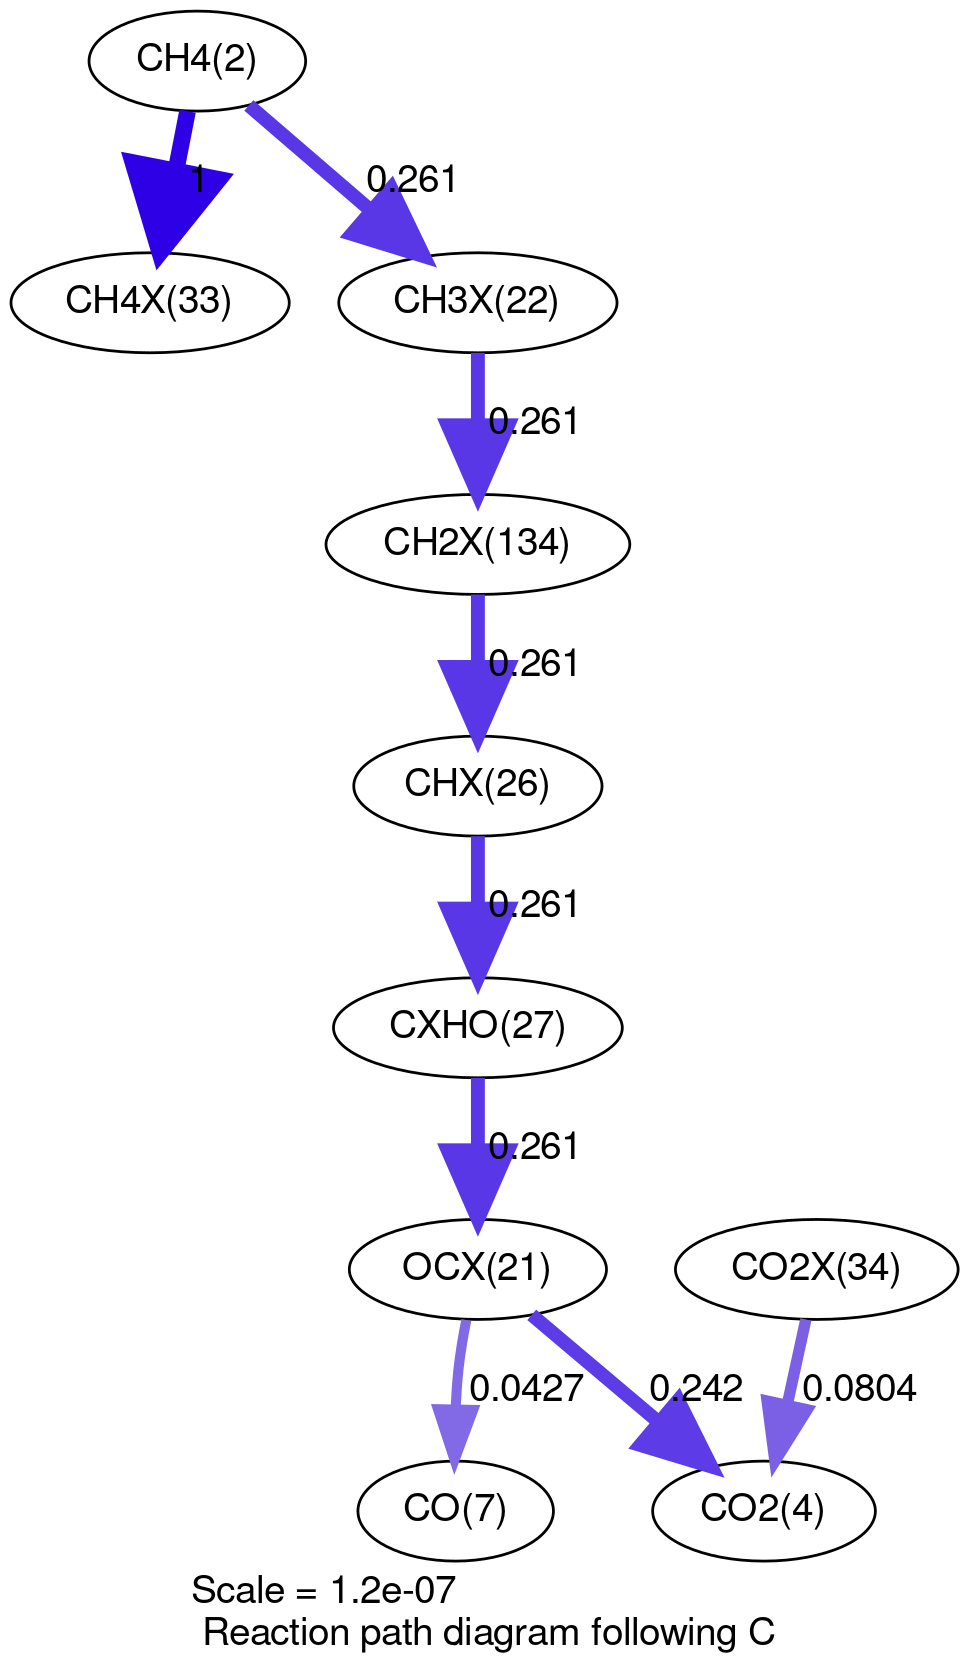 CH4(2)
1
0.261
CH4X(33)
CH3X(22)
0.261
CH2X(134)
0.261
CHX(26)
0.261
CXHO(27)
0.261
OCX(21)
CO2X(34)
0.0427
0.242
0.0804
CO(7)
CO2(4)
Scale = 1.2e-07
Reaction path diagram following C